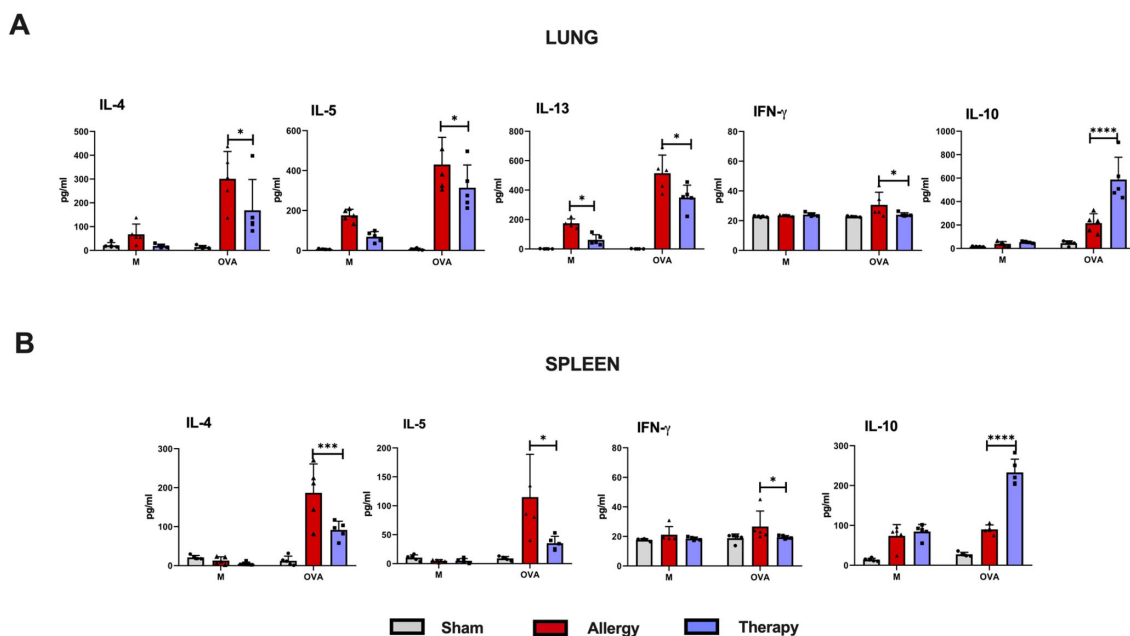 A
LUNG
IL-4
pg/ml
500
400
300
200
100
0
M
OVA
*
IL-5
pg/ml
600
400
200
0
M
OVA
*
IL-13
pg/ml
800
600
400
200
0
M
OVA
*
*
IFN-γ
pg/ml
80
60
40
20
0
M
OVA
*
IL-10
pg/ml
1000
800
600
400
200
0
M
OVA
****
B
SPLEEN
IL-4
pg/ml
300
200
100
0
M
OVA
***
IL-5
pg/ml
200
150
100
50
0
M
OVA
*
IFN-γ
pg/ml
80
60
40
20
0
M
OVA
*
IL-10
pg/ml
300
200
100
0
M
OVA
****
Sham
Allergy
Therapy